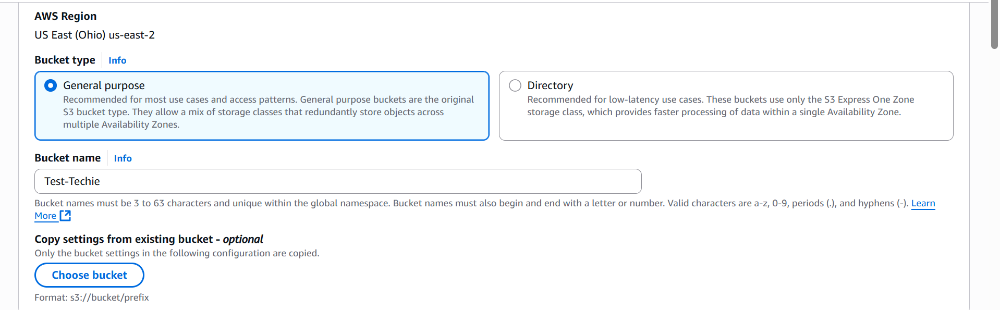 AWS Region
US East (Ohio) us-east-2
Bucket type Info
General purpose
Recommended for most use cases and access patterns. General purpose buckets are the original
S3 bucket type. They allow a mix of storage classes that redundantly store objects across
multiple Availability Zones.
Directory
Recommended for low-latency use cases. These buckets use only the S3 Express One Zone
storage class, which provides faster processing of data within a single Availability Zone.
Bucket name Info
Test-Techie
Bucket names must be 3 to 63 characters and unique within the global namespace. Bucket names must also begin and end with a letter or number. Valid characters are a-z, 0-9, periods (.), and hyphens (-). Learn
More
Copy settings from existing bucket - optional
Only the bucket settings in the following configuration are copied.
Choose bucket
Format: s3://bucket/prefix